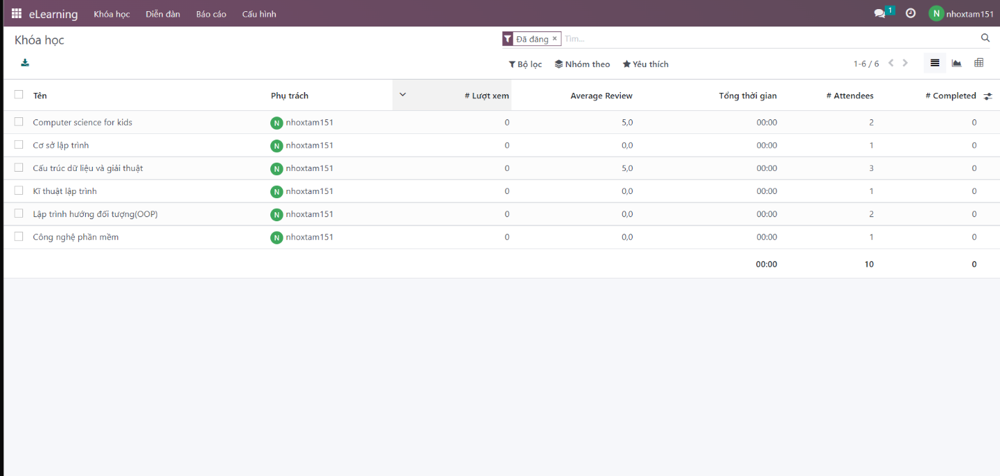 eLearning Khóa học Diễn đàn Báo cáo Cấu hình 1 N nhoxtam151
Khóa học Đã đăng × Tìm...
Bộ lọc Nhóm theo Yêu thích 1-6 / 6
Tên Phụ trách # Lượt xem Average Review Tổng thời gian # Attendees # Completed
Computer science for kids N nhoxtam151 0 5,0 00:00 2 0
Cơ sở lập trình N nhoxtam151 0 0,0 00:00 1 0
Cấu trúc dữ liệu và giải thuật N nhoxtam151 0 5,0 00:00 3 0
Kĩ thuật lập trình N nhoxtam151 0 0,0 00:00 1 0
Lập trình hướng đối tượng(OOP) N nhoxtam151 0 0,0 00:00 2 0
Công nghệ phần mềm N nhoxtam151 0 0,0 00:00 1 0
00:00 10 0